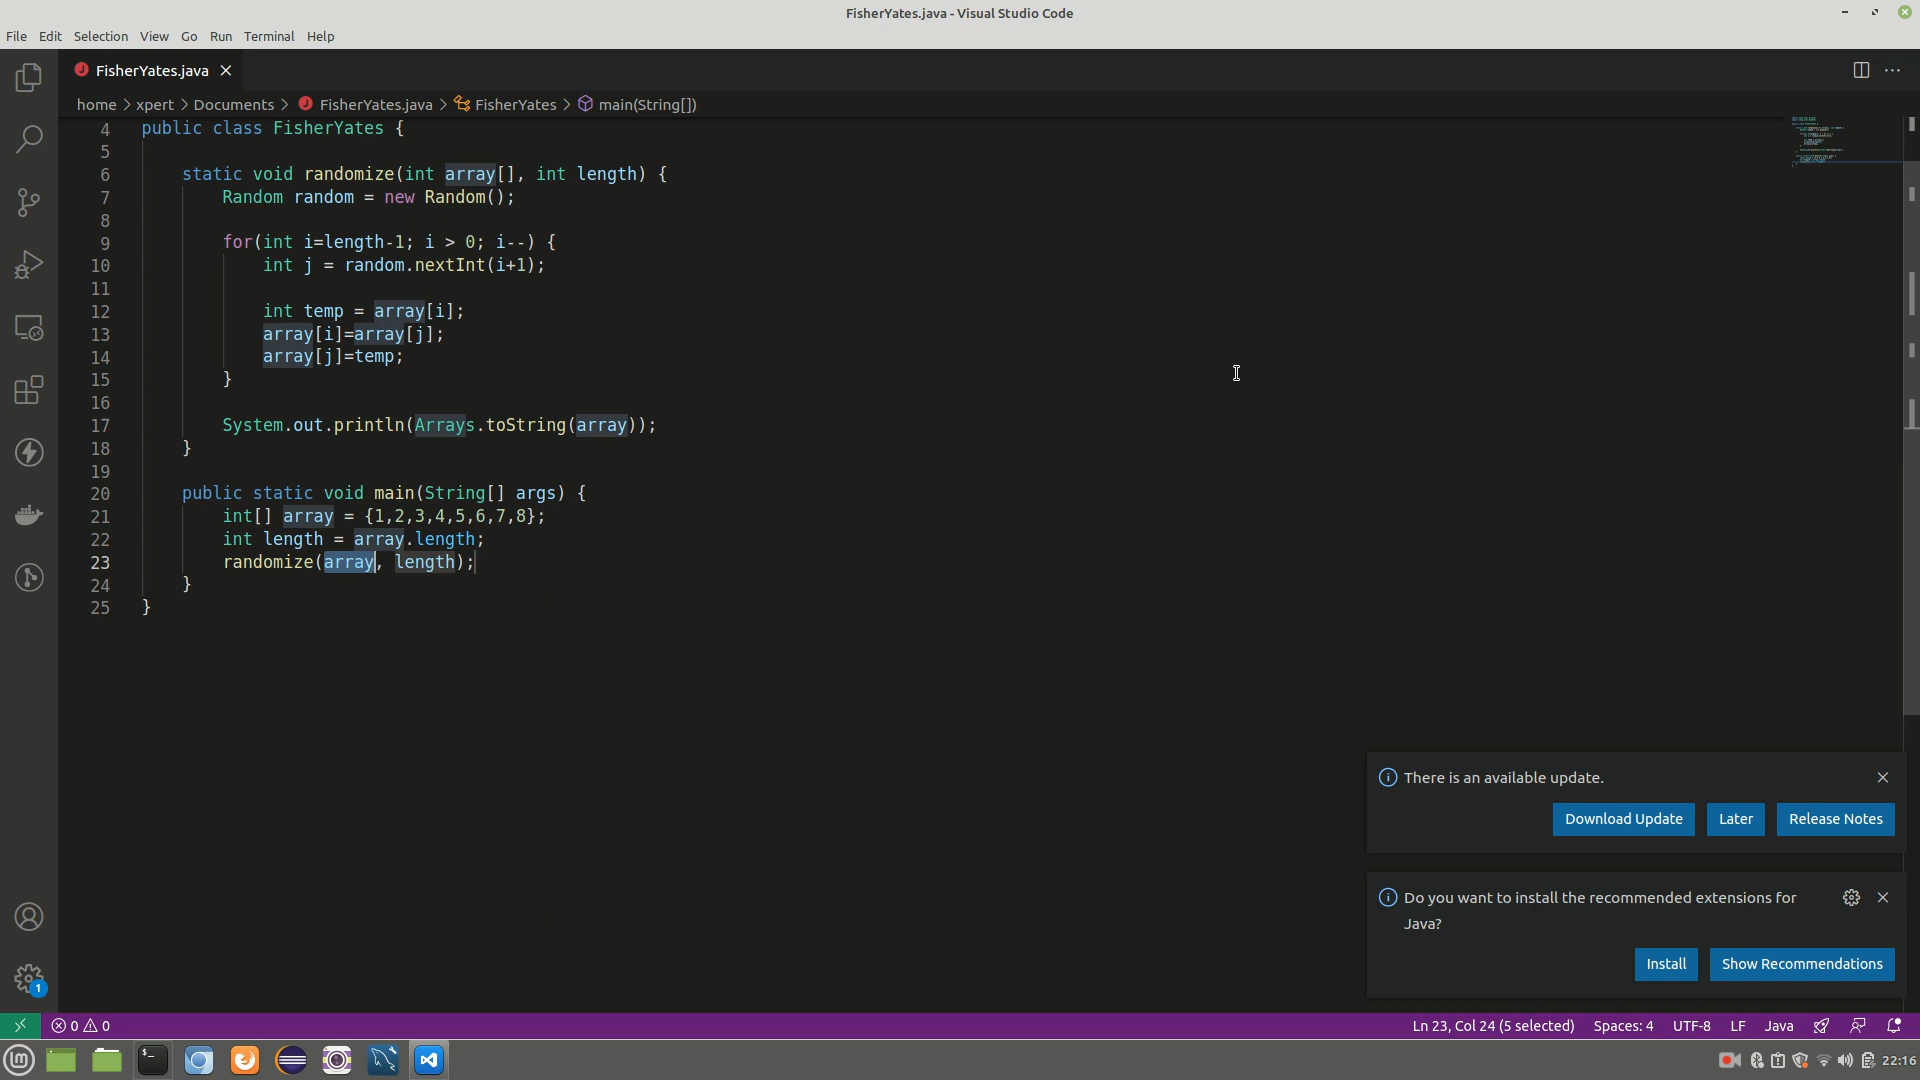 FisherYates.java - Visual Studio Code
File Edit Selection View Go Run Terminal Help
FisherYates.java
home > xpert > Documents > FisherYates.java > FisherYates > main(String[])
4 public class FisherYates {
5
6 static void randomize(int array[], int length) {
7 Random random = new Random();
8
9 for(int i=length-1; i > 0; i--) {
10 int j = random.nextInt(i+1);
11
12 int temp = array[i];
13 array[i]=array[j];
14 array[j]=temp;
15 }
16
17 System.out.println(Arrays.toString(array));
18 }
19
20 public static void main(String[] args) {
21 int[] array = {1,2,3,4,5,6,7,8};
22 int length = array.length;
23 randomize(array, length);
24 }
25 }
There is an available update.
Download Update Later Release Notes
Do you want to install the recommended extensions for
Java?
Install Show Recommendations
1
0 0 Ln 23, Col 24 (5 selected) Spaces: 4 UTF-8 LF Java
22:16